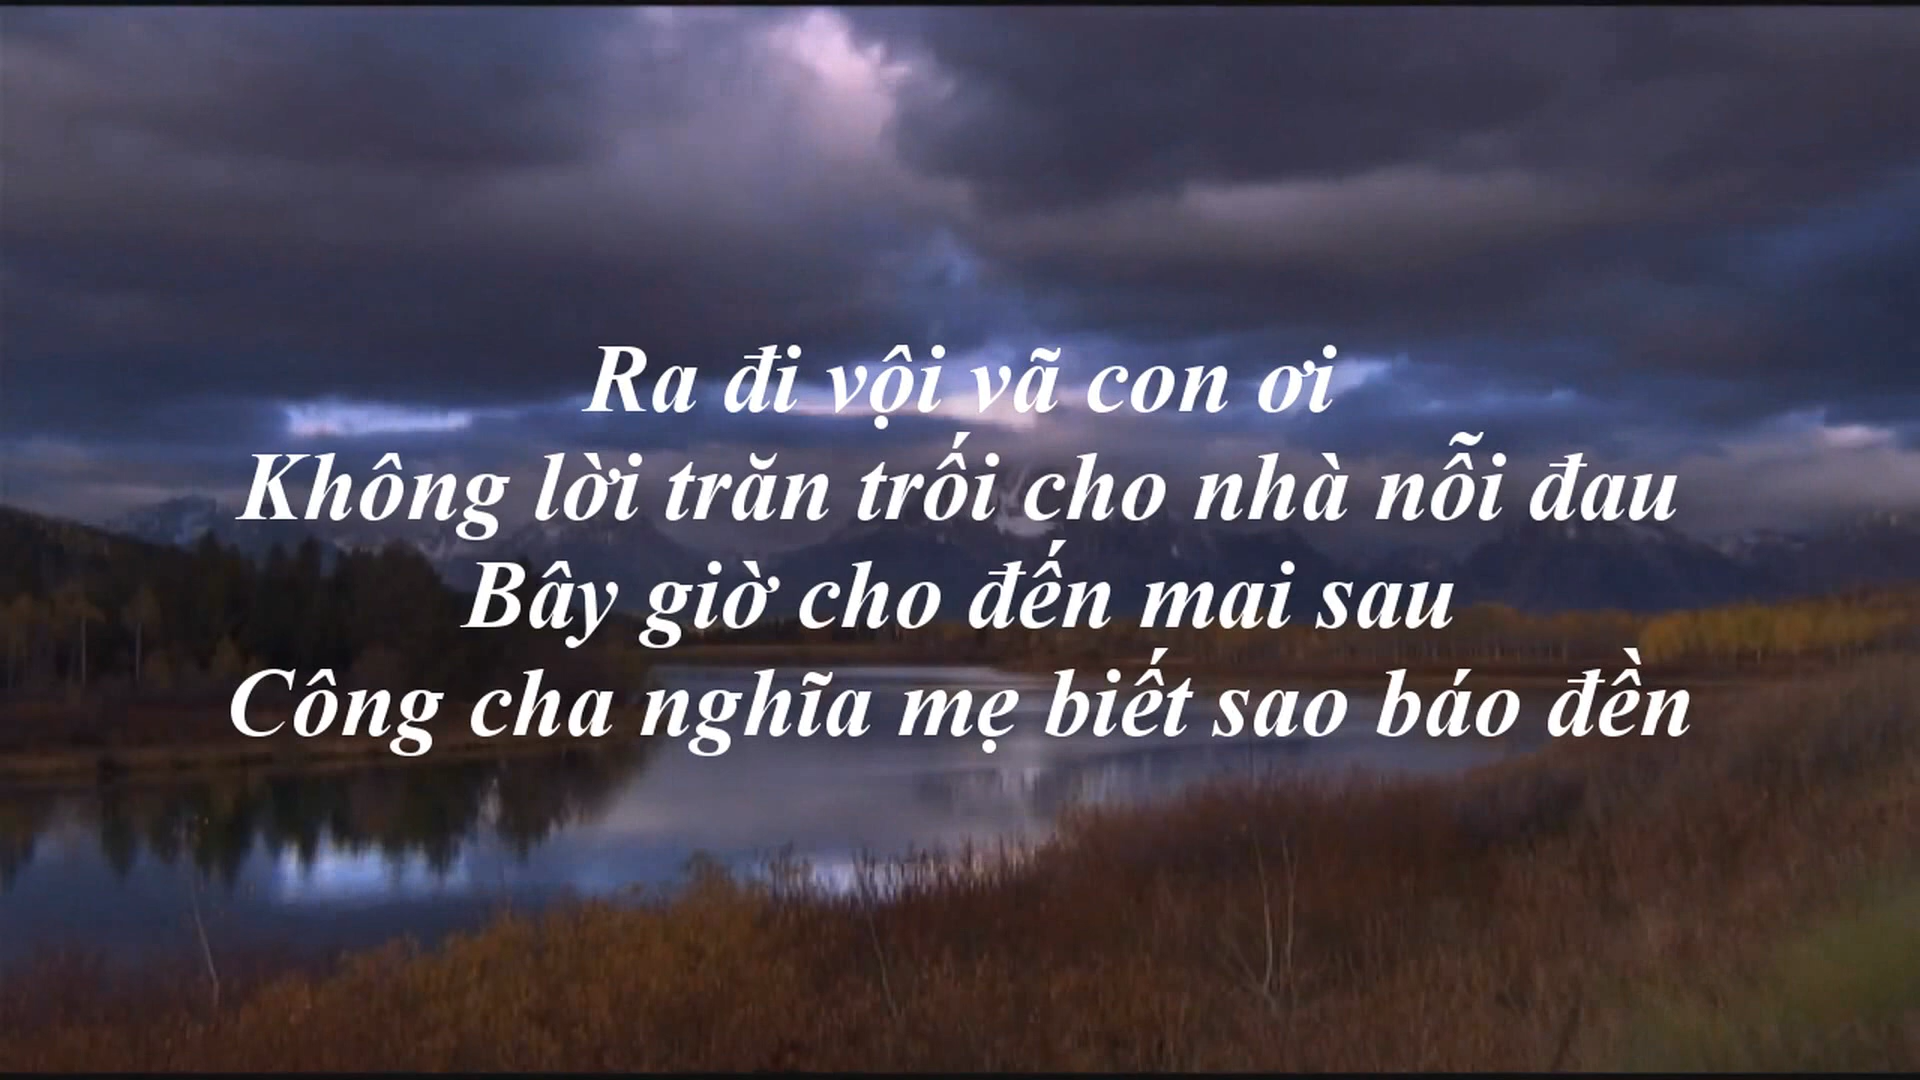 Ra đi vội vã con ơi
Không lời trăn trối cho nhà nỗi đau
Bây giờ cho đến mai sau
Công cha nghĩa mẹ biết sao báo đền